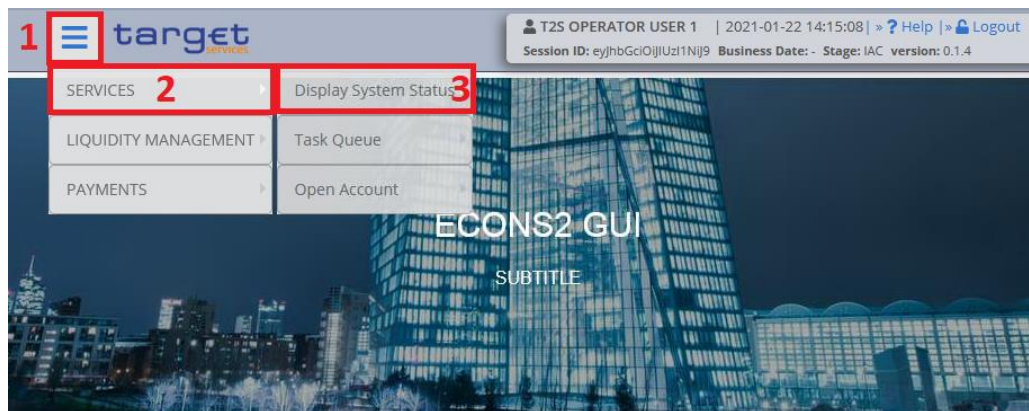 1
target
services
T2S OPERATOR USER 1 | 2021-01-22 14:15:08| » ? Help |» Logout
Session ID: eyJhbGciOiJIUzI1NiJ9 Business Date: - Stage: IAC version: 0.1.4
SERVICES 2
Display System Status 3
LIQUIDITY MANAGEMENT
Task Queue
PAYMENTS
Open Account
ECONS2 GUI
SUBTITLE